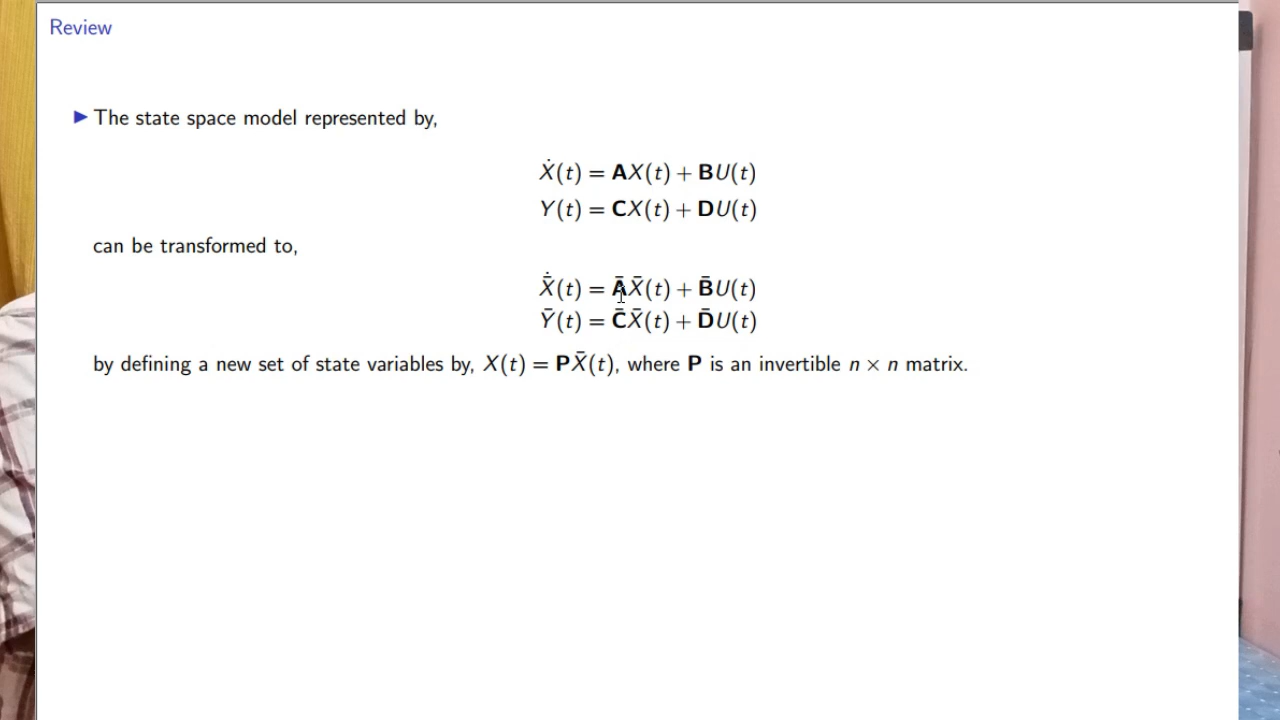 Review
▶ The state space model represented by,
Ẋ(t) = 𝐀X(t) + 𝐁U(t)
Y(t) = 𝐂X(t) + 𝐃U(t)
can be transformed to,
X̄̇(t) = 𝐀̄X̄(t) + 𝐁̄U(t)
Ȳ(t) = 𝐂̄X̄(t) + 𝐃̄U(t)
by defining a new set of state variables by, X(t) = 𝐏X̄(t), where 𝐏 is an invertible n × n matrix.